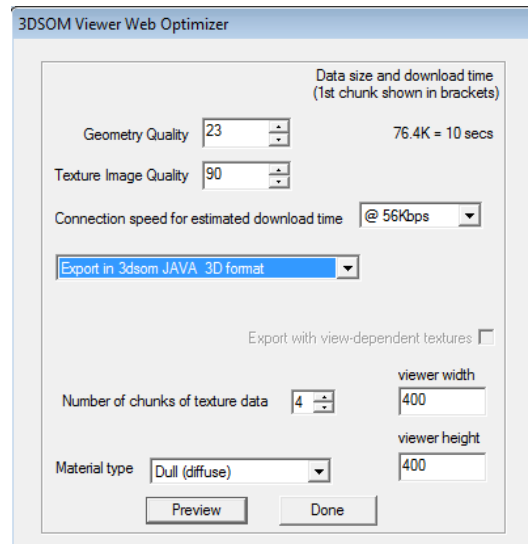 3DSOM Viewer Web Optimizer
Data size and download time
(1st chunk shown in brackets)
Geometry Quality 23 76.4K = 10 secs
Texture Image Quality 90
Connection speed for estimated download time @ 56Kbps
Export in 3dsom JAVA 3D format
Export with view-dependent textures
viewer width
Number of chunks of texture data 4 400
viewer height
400
Material type Dull (diffuse)
Preview Done